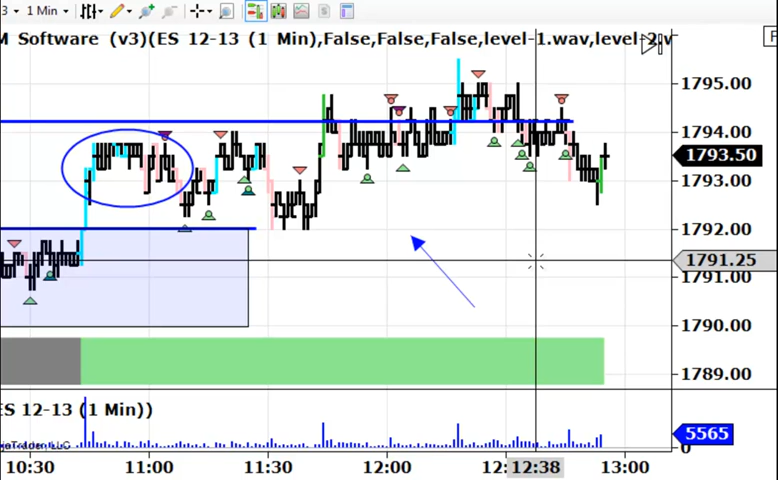 3 1 Min
M Software (v3)(ES 12-13 (1 Min),False,False,False,level-1.wav,level-2.
F
1795.00
1794.00
1793.50
1793.00
1792.00
1791.25
1791.00
1790.00
1789.00
ES 12-13 (1 Min))
5565
0
10:30 11:00 11:30 12:00 12:38 13:00